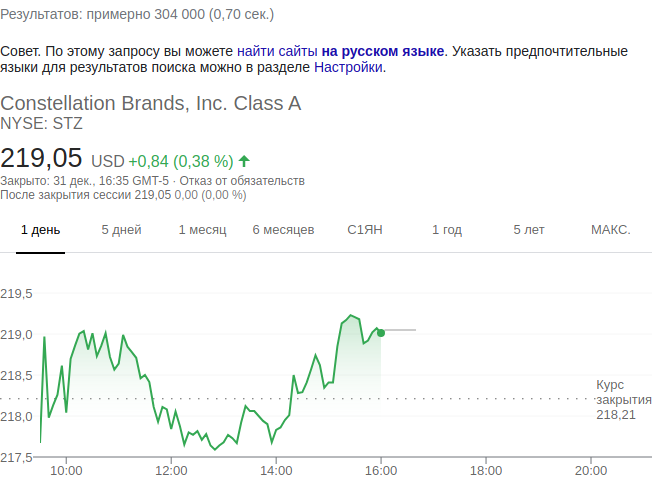 Результатов: примерно 304 000 (0,70 сек.)
Совет. По этому запросу вы можете найти сайты на русском языке. Указать предпочтительные
языки для результатов поиска можно в разделе Настройки.
Constellation Brands, Inc. Class A
NYSE: STZ
219,05 USD +0,84 (0,38 %)
Закрыто: 31 дек., 16:35 GMT-5 · Отказ от обязательств
После закрытия сессии 219,05 0,00 (0,00 %)
1 день 5 дней 1 месяц 6 месяцев С1ЯН 1 год 5 лет МАКС.
219,5
219,0
218,5
Курс
закрытия
218,21
218,0
217,5
10:00 12:00 14:00 16:00 18:00 20:00